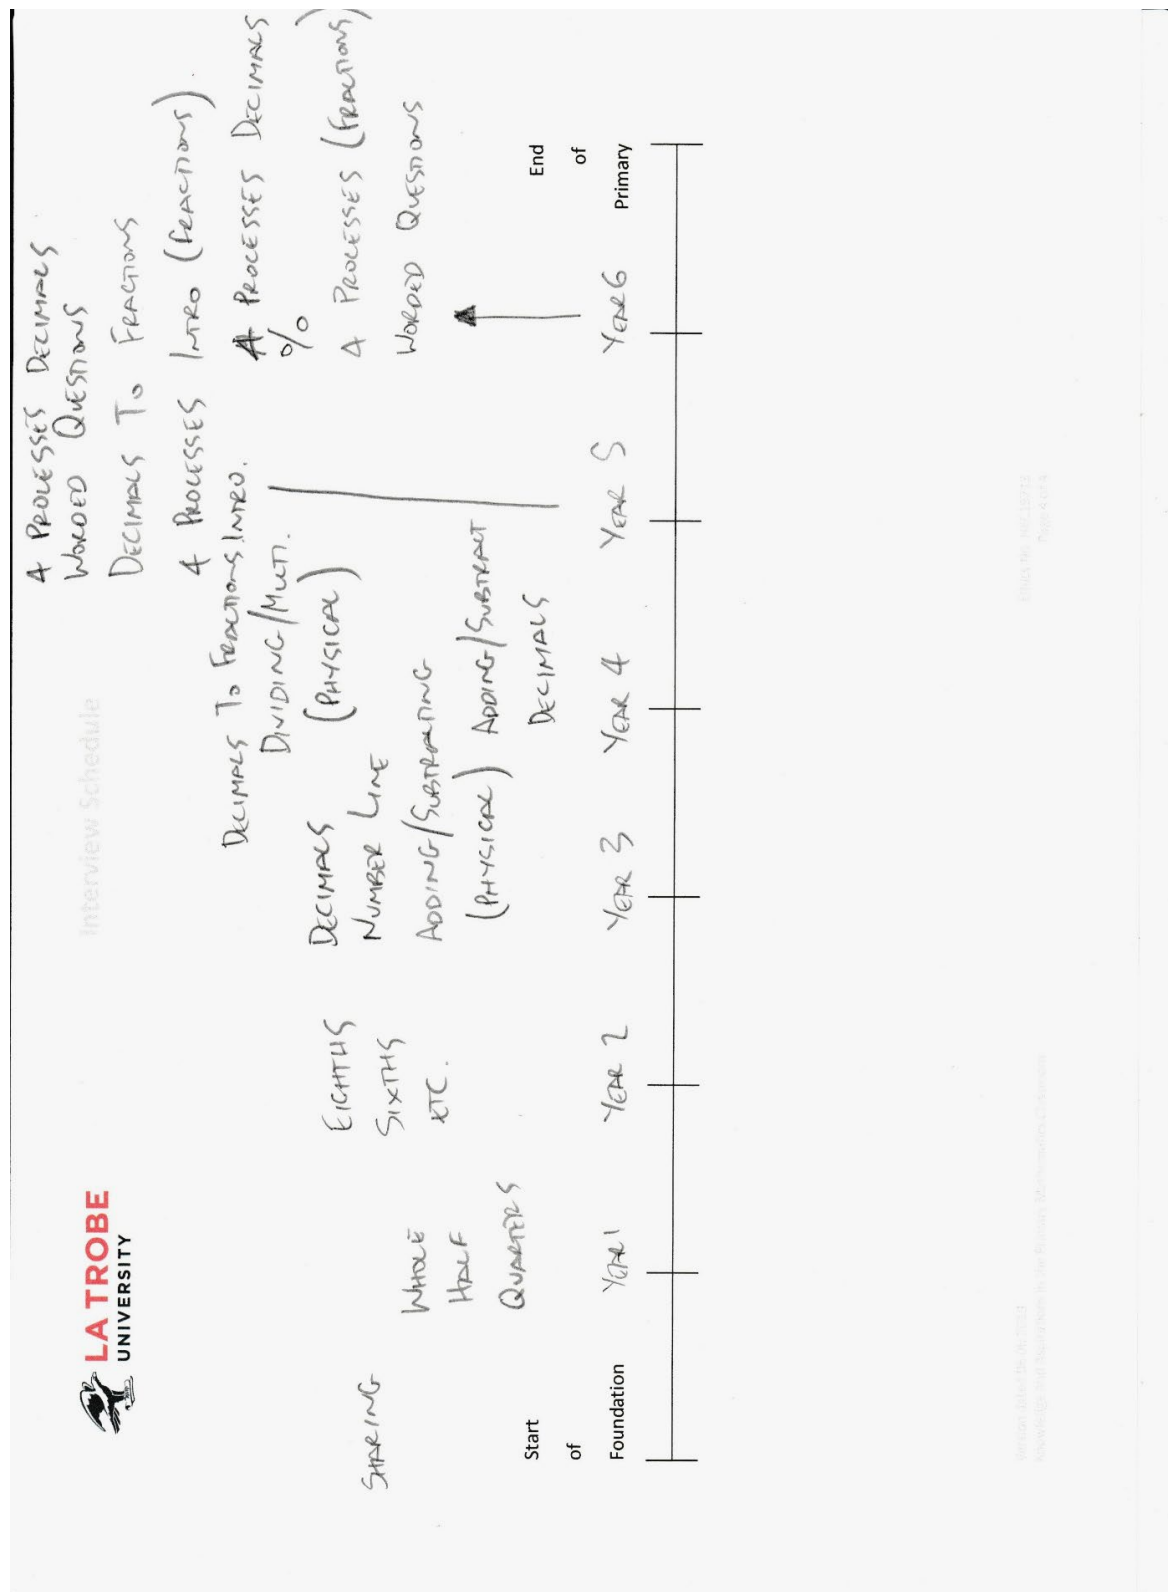 LA TROBE
UNIVERSITY
Interview Schedule
SHARING
WHOLE
HALF
QUARTERS
EIGHTHS
SIXTHS
ETC.
DECIMALS
NUMBER LINE
ADDING/SUBTRACTING
(PHYSICAL)
DECIMALS TO FRACTIONS INTRO.
DIVIDING/MULTI.
(PHYSICAL)
ADDING/SUBTRACT
DECIMALS
4 PROCESSES DECIMALS
WORDED QUESTIONS
DECIMALS TO FRACTIONS
4 PROCESSES INTRO (FRACTIONS).
4 PROCESSES DECIMALS
%
4 PROCESSES (FRACTIONS)
WORDED QUESTIONS
Start
of
Foundation
YEAR 1
YEAR 2
YEAR 3
YEAR 4
YEAR 5
YEAR 6
End
of
Primary